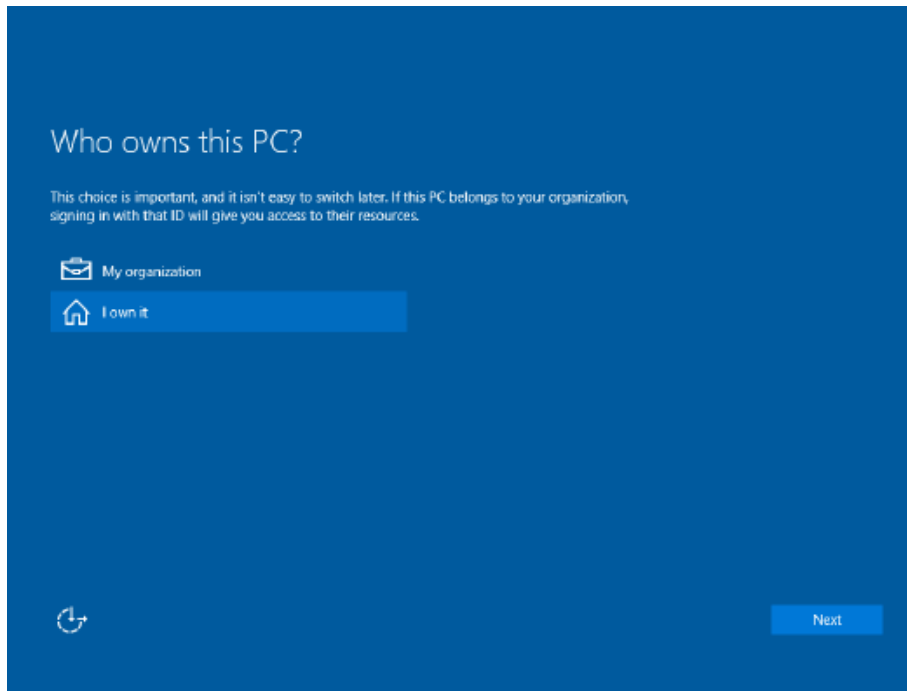 Who owns this PC?
This choice is important, and it isn't easy to switch later. If this PC belongs to your organization,
signing in with that ID will give you access to their resources.
My organization
I own it
Next